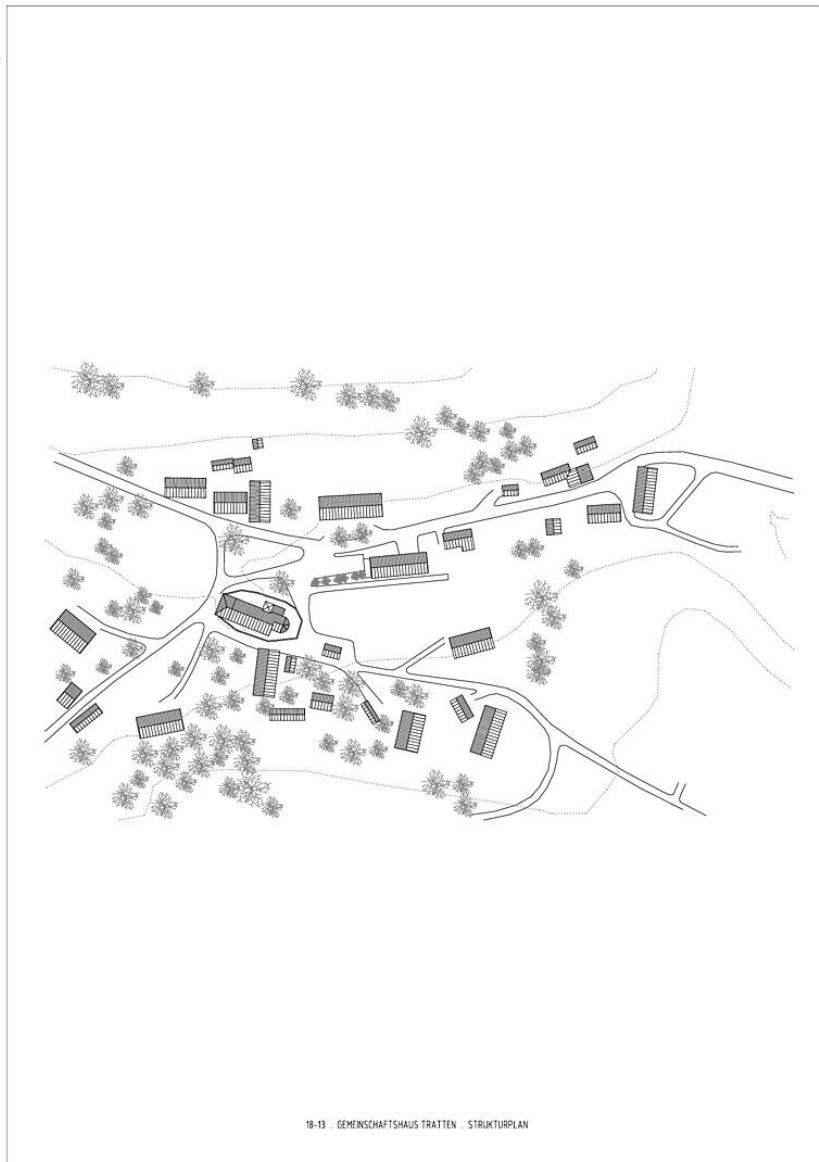 18-13 . GEMEINSCHAFTSHAUS TRATTEN . STRUKTURPLAN